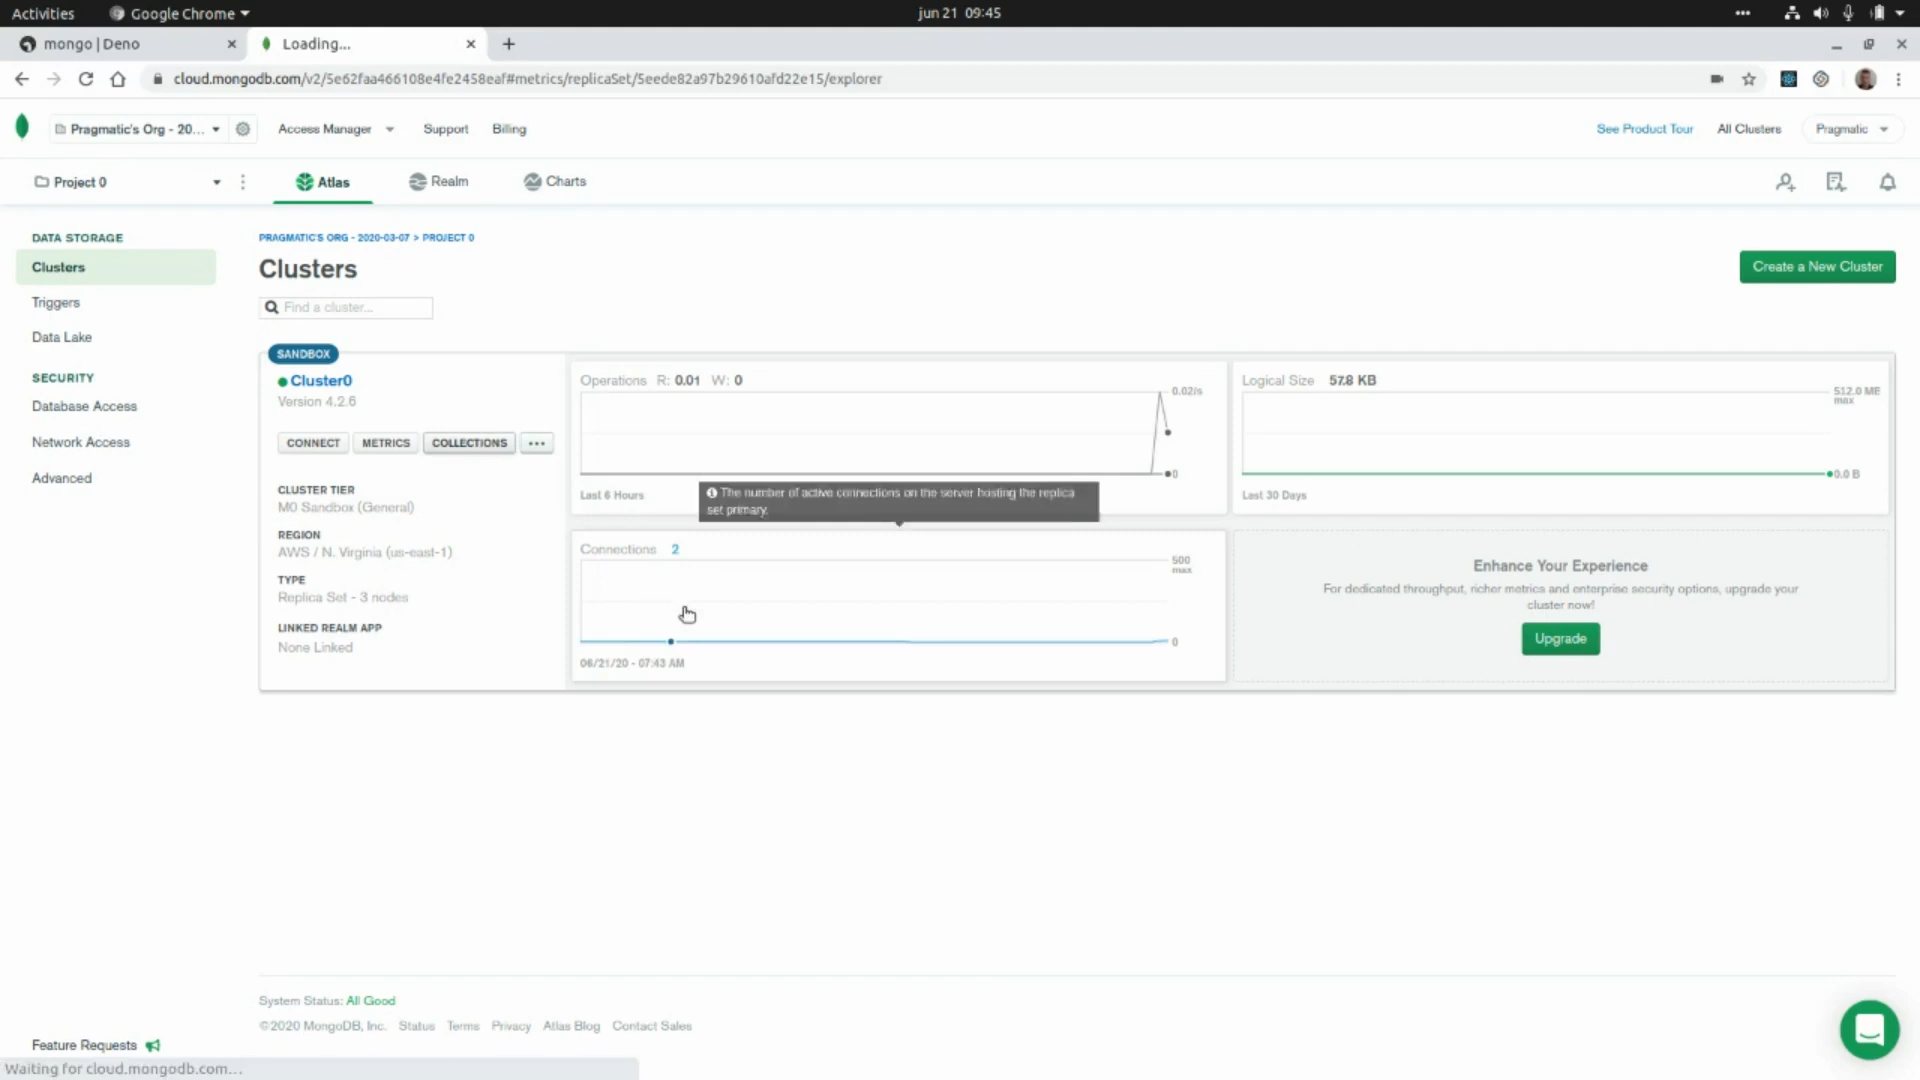 Activities
Google Chrome
jun 21 09:45
mongo | Deno
Loading...
cloud.mongodb.com/v2/5e62faa466108e4fe2458eaf#metrics/replicaSet/5eede82a97b29610afd22e15/explorer
Pragmatic's Org - 20...
Access Manager
Support
Billing
See Product Tour
All Clusters
Pragmatic
Project 0
Atlas
Realm
Charts
DATA STORAGE
Clusters
Triggers
Data Lake
SECURITY
Database Access
Network Access
Advanced
PRAGMATIC'S ORG - 2020-03-07 > PROJECT 0
Clusters
Create a New Cluster
Find a cluster...
SANDBOX
Cluster0
Version 4.2.6
CONNECT
METRICS
COLLECTIONS
...
CLUSTER TIER
M0 Sandbox (General)
REGION
AWS / N. Virginia (us-east-1)
TYPE
Replica Set - 3 nodes
LINKED REALM APP
None Linked
Operations R: 0.01 W: 0
0.02/s
0
Last 6 Hours
The number of active connections on the server hosting the replica
set primary.
Connections 2
500
max
0
06/21/20 - 07:43 AM
Logical Size 57.8 KB
512.0 MB
max
0.0 B
Last 30 Days
Enhance Your Experience
For dedicated throughput, richer metrics and enterprise security options, upgrade your
cluster now!
Upgrade
System Status: All Good
©2020 MongoDB, Inc. Status Terms Privacy Atlas Blog Contact Sales
Feature Requests
Waiting for cloud.mongodb.com...